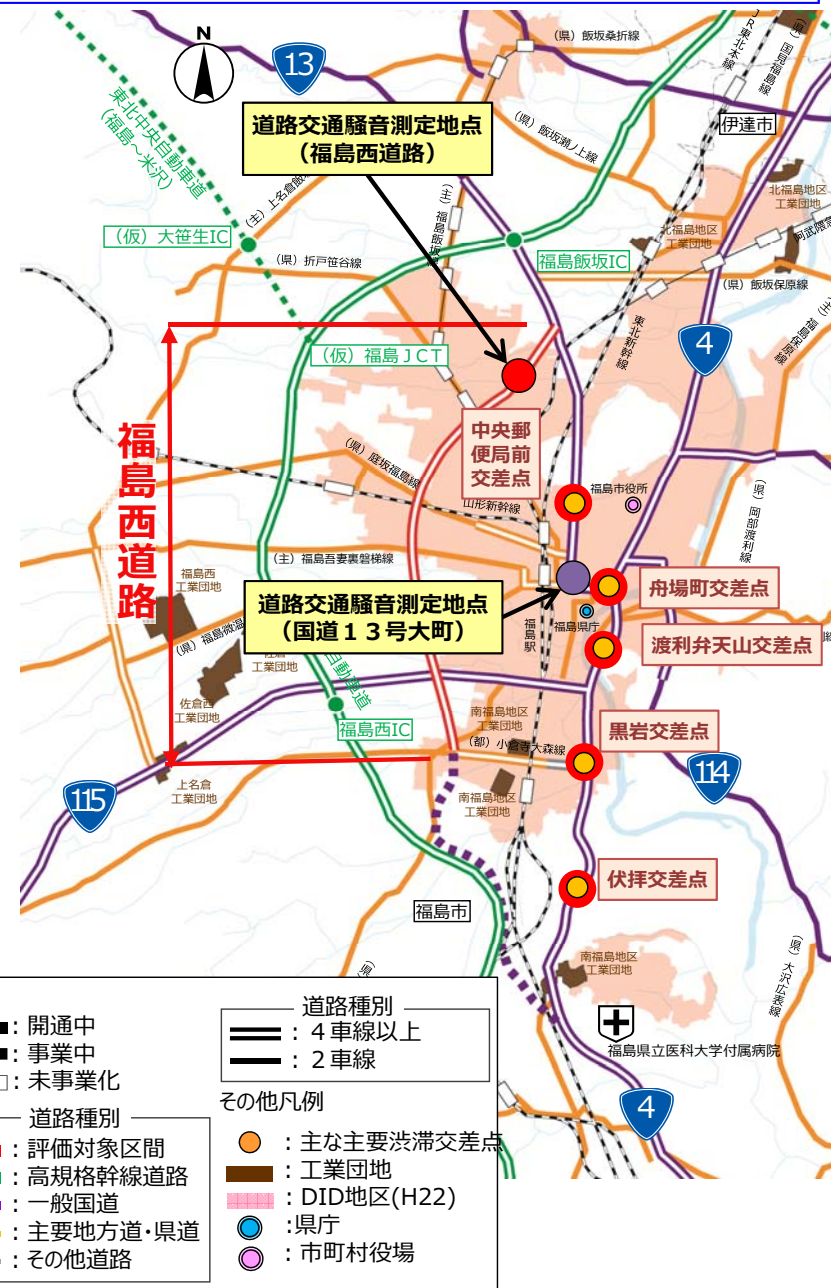 N
13
(県)飯坂桑折線
JR東北本線
(県)国見福島線
東北中央自動車道
(福島～米沢)
道路交通騒音測定地点
(福島西道路)
(県)飯坂瀬ノ上線
伊達市
(主)上名倉飯
(主)福島飯坂線
北福島地区
工業団地
北福島地区
工業団地
阿武隈急
(仮)大笹生IC
(県)折戸笹谷線
福島飯坂IC
(県)飯坂保原線
(主)福島保原線
東北新幹線
4
(仮)福島JCT
福島西道路
中央郵
便局前
交差点
(県)庭坂福島線
山形新幹線
福島市役所
(県)岡部渡利線
(主)福島吾妻裏磐梯線
福島西
工業団地
道路交通騒音測定地点
(国道13号大町)
舟場町交差点
福島県庁
福島駅
渡利弁天山交差点
(県)福島微温
工業団地
自動車道
佐倉西
工業団地
福島西IC
南福島地区
工業団地
(都)小倉寺大森線
黒岩交差点
114
115
上名倉
工業団地
南福島地区
工業団地
伏拝交差点
福島市
南福島地区
工業団地
(県)大沢広表線
(県)
福島県立医科大学付属病院
4
:開通中
:事業中
:未事業化
道路種別
:評価対象区間
:高規格幹線道路
:一般国道
:主要地方道・県道
:その他道路
道路種別
:4車線以上
:2車線
その他凡例
:主な主要渋滞交差点
:工業団地
:DID地区(H22)
:県庁
:市町村役場